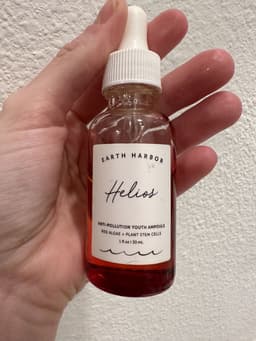 EARTH HARBOR
Helios
ANTI-POLLUTION YOUTH AMPOULE
RED ALGAE + PLANT STEM CELLS
1 fl oz | 30 mL